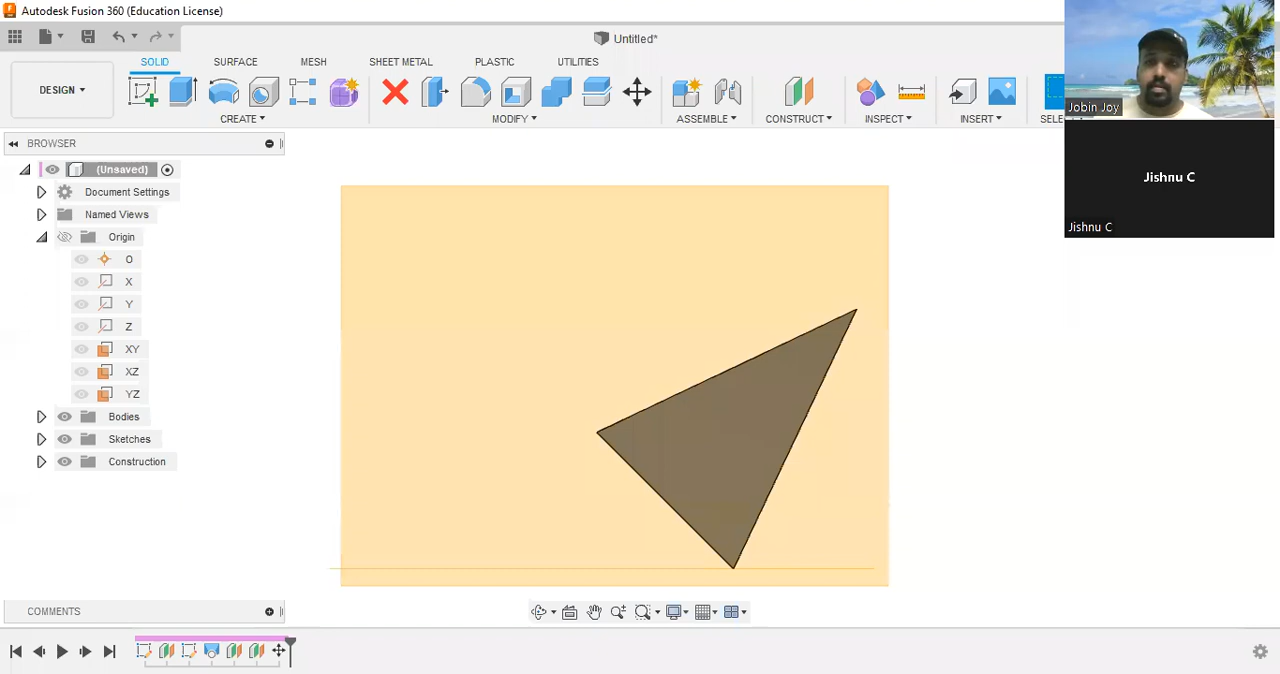 Autodesk Fusion 360 (Education License)
Untitled*
SOLID SURFACE MESH SHEET METAL PLASTIC UTILITIES
DESIGN
CREATE MODIFY ASSEMBLE CONSTRUCT INSPECT INSERT SELE
BROWSER
(Unsaved)
Document Settings
Named Views
Origin
O
X
Y
Z
XY
XZ
YZ
Bodies
Sketches
Construction
COMMENTS
Jobin Joy
Jishnu C
Jishnu C